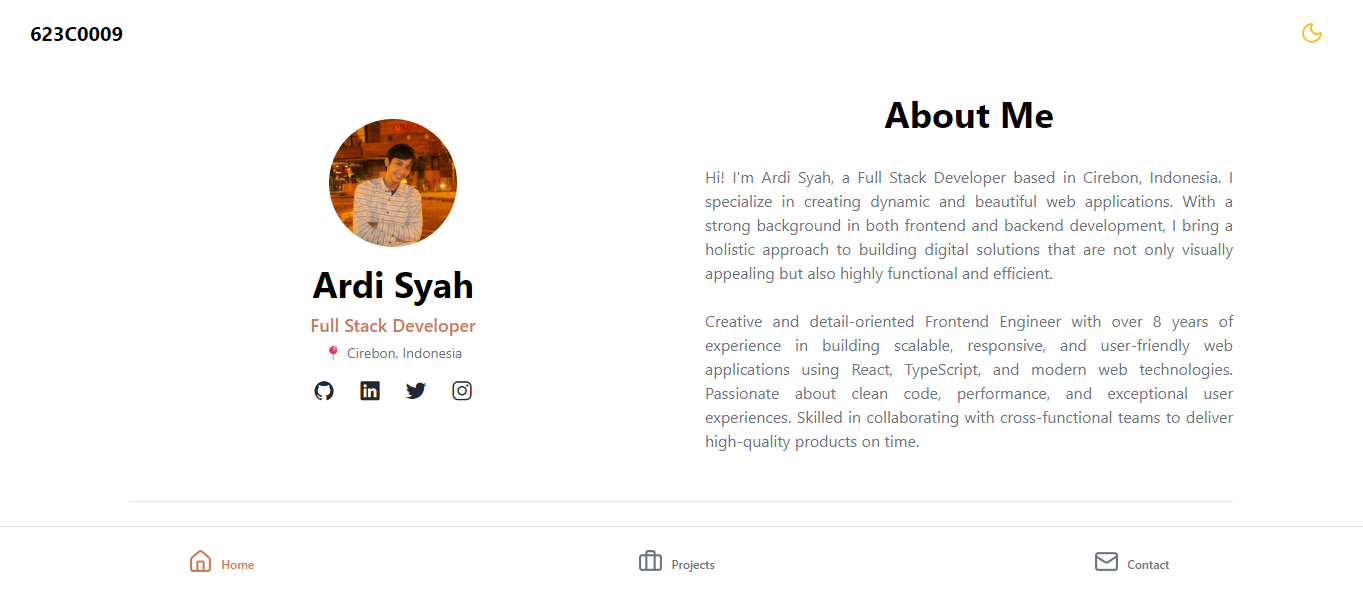 623C0009
Ardi Syah
Full Stack Developer
📍 Cirebon, Indonesia
About Me
Hi! I'm Ardi Syah, a Full Stack Developer based in Cirebon, Indonesia. I
specialize in creating dynamic and beautiful web applications. With a
strong background in both frontend and backend development, I bring a
holistic approach to building digital solutions that are not only visually
appealing but also highly functional and efficient.
Creative and detail-oriented Frontend Engineer with over 8 years of
experience in building scalable, responsive, and user-friendly web
applications using React, TypeScript, and modern web technologies.
Passionate about clean code, performance, and exceptional user
experiences. Skilled in collaborating with cross-functional teams to deliver
high-quality products on time.
Home
Projects
Contact